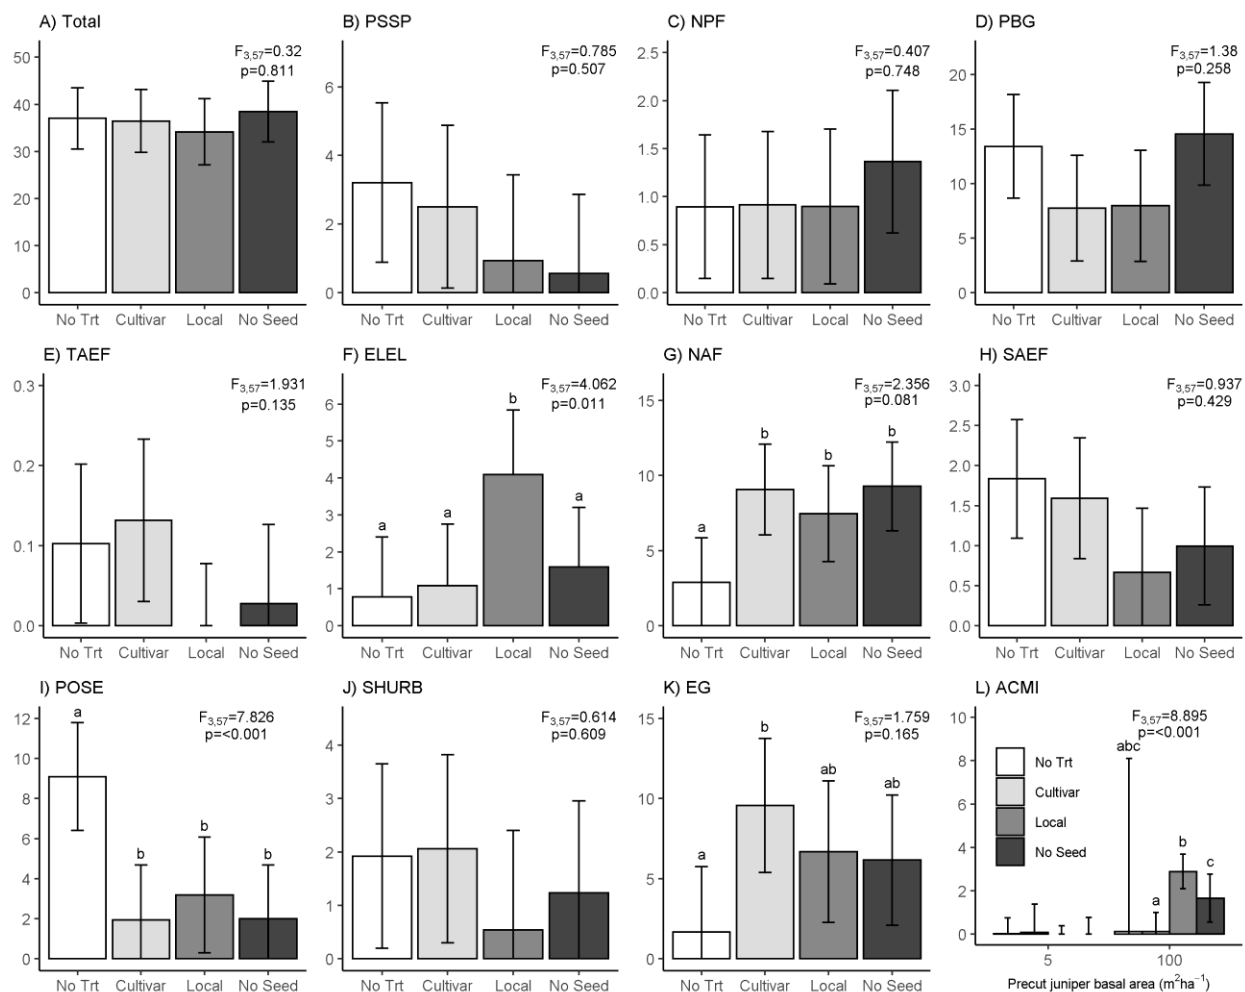 A) Total
F3,57=0.32
p=0.811
50
40
30
20
10
0
No Trt Cultivar Local No Seed
B) PSSP
F3,57=0.785
p=0.507
6
4
2
0
No Trt Cultivar Local No Seed
C) NPF
F3,57=0.407
p=0.748
2.5
2.0
1.5
1.0
0.5
0.0
No Trt Cultivar Local No Seed
D) PBG
F3,57=1.38
p=0.258
20
15
10
5
0
No Trt Cultivar Local No Seed
E) TAEF
F3,57=1.931
p=0.135
0.3
0.2
0.1
0.0
No Trt Cultivar Local No Seed
F) ELEL
F3,57=4.062
p=0.011
6
5
4
3
2
1
0
a a b a
No Trt Cultivar Local No Seed
G) NAF
F3,57=2.356
p=0.081
15
10
5
0
a b b b
No Trt Cultivar Local No Seed
H) SAEF
F3,57=0.937
p=0.429
3.0
2.5
2.0
1.5
1.0
0.5
0.0
No Trt Cultivar Local No Seed
I) POSE
F3,57=7.826
p=<0.001
12
10
8
6
4
2
0
a b b b
No Trt Cultivar Local No Seed
J) SHURB
F3,57=0.614
p=0.609
4
3
2
1
0
No Trt Cultivar Local No Seed
K) EG
F3,57=1.759
p=0.165
15
10
5
0
a b ab ab
No Trt Cultivar Local No Seed
L) ACMI
F3,57=8.895
p=<0.001
10
8
6
4
2
0
No Trt
Cultivar
Local
No Seed
abc a b c
5 100
Precut juniper basal area (m²ha⁻¹)